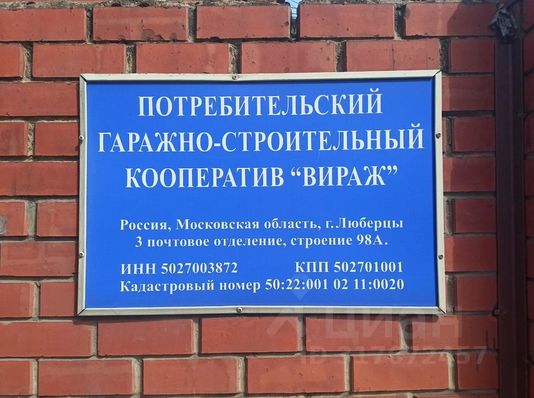 ПОТРЕБИТЕЛЬСКИЙ
ГАРАЖНО-СТРОИТЕЛЬНЫЙ
КООПЕРАТИВ “ВИРАЖ”
Россия, Московская область, г. Люберцы
3 почтовое отделение, строение 98А.
ИНН 5027003872 КПП 502701001
Кадастровый номер 50:22:001 02 11:0020
циан